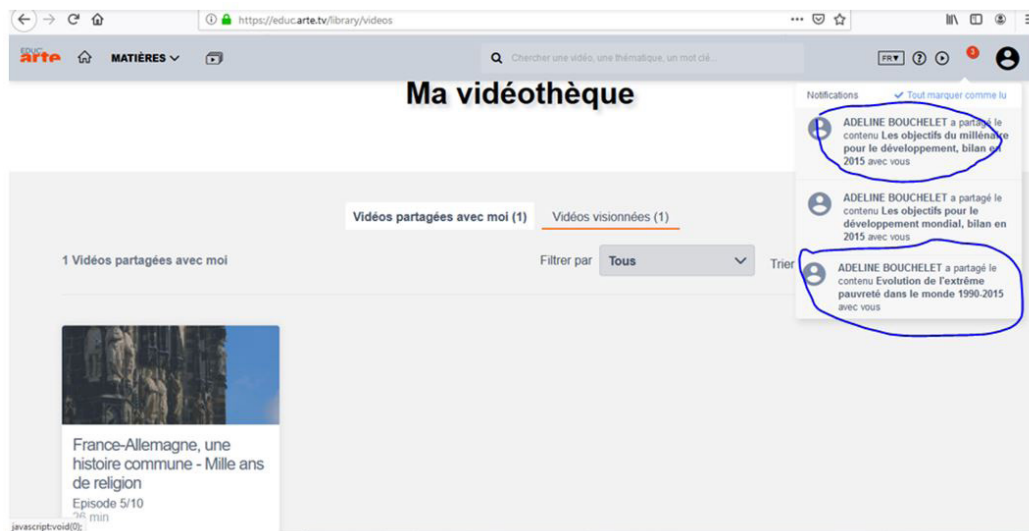 https://educ.arte.tv/library/videos
EDUC'
arte
MATIÈRES
Chercher une vidéo, une thématique, un mot clé...
FR
3
Ma vidéothèque
Notifications
Tout marquer comme lu
ADELINE BOUCHELET a partagé le
contenu Les objectifs du millénaire
pour le développement, bilan en
2015 avec vous
ADELINE BOUCHELET a partagé le
contenu Les objectifs pour le
développement mondial, bilan en
2015 avec vous
ADELINE BOUCHELET a partagé le
contenu Evolution de l'extrême
pauvreté dans le monde 1990-2015
avec vous
Vidéos partagées avec moi (1)
Vidéos visionnées (1)
1 Vidéos partagées avec moi
Filtrer par
Tous
Trier
France-Allemagne, une
histoire commune - Mille ans
de religion
Episode 5/10
26 min
javascript:void(0);